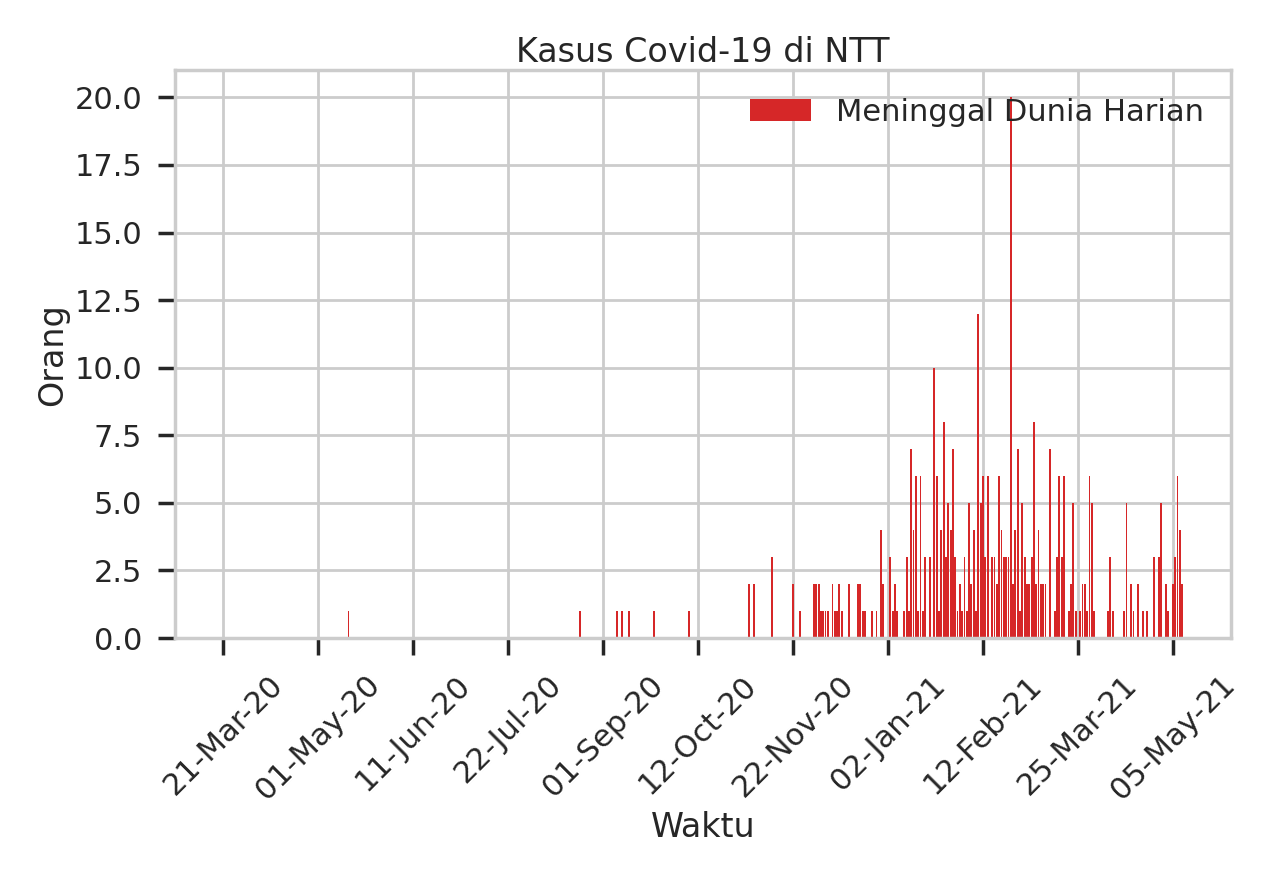 Kasus Covid-19 di NTT
Meninggal Dunia Harian
Orang
20.0
17.5
15.0
12.5
10.0
7.5
5.0
2.5
0.0
21-Mar-20
01-May-20
11-Jun-20
22-Jul-20
01-Sep-20
12-Oct-20
22-Nov-20
02-Jan-21
12-Feb-21
25-Mar-21
05-May-21
Waktu